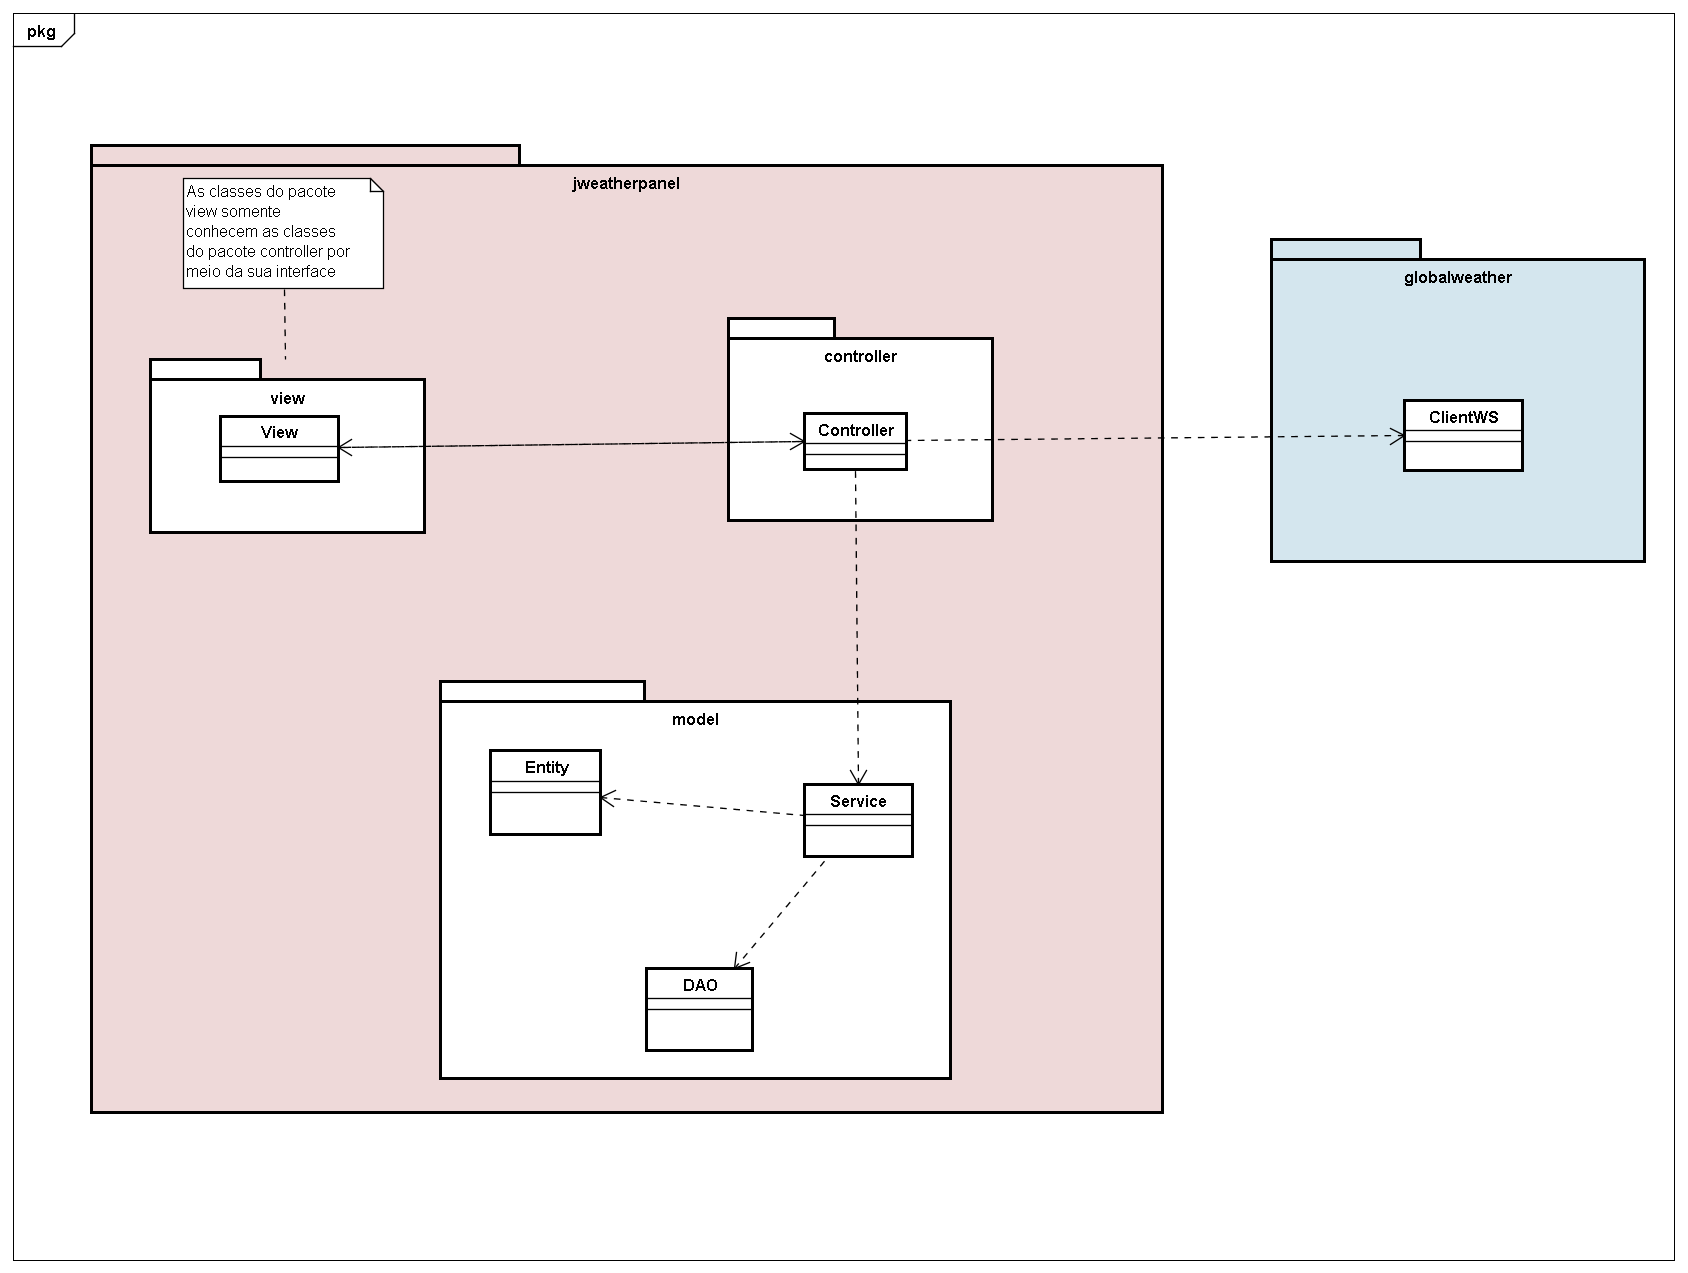 pkg
jweatherpanel
As classes do pacote
view somente
conhecem as classes
do pacote controller por
meio da sua interface
globalweather
controller
view
View
Controller
ClientWS
model
Entity
Service
DAO